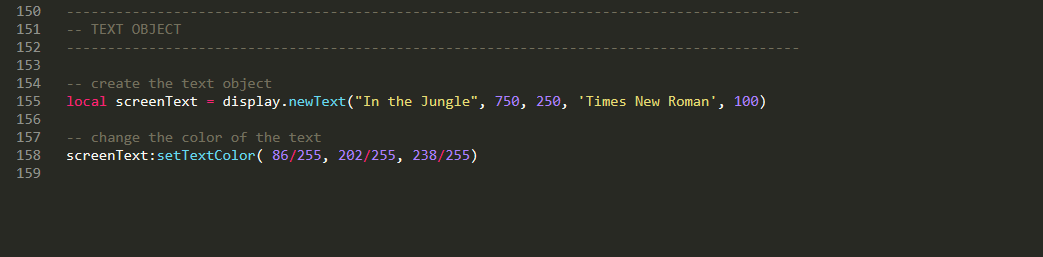 150 -----------------------------------------------------------------------------------------
151 -- TEXT OBJECT
152 -----------------------------------------------------------------------------------------
153
154 -- create the text object
155 local screenText = display.newText("In the Jungle", 750, 250, 'Times New Roman', 100)
156
157 -- change the color of the text
158 screenText:setTextColor( 86/255, 202/255, 238/255)
159